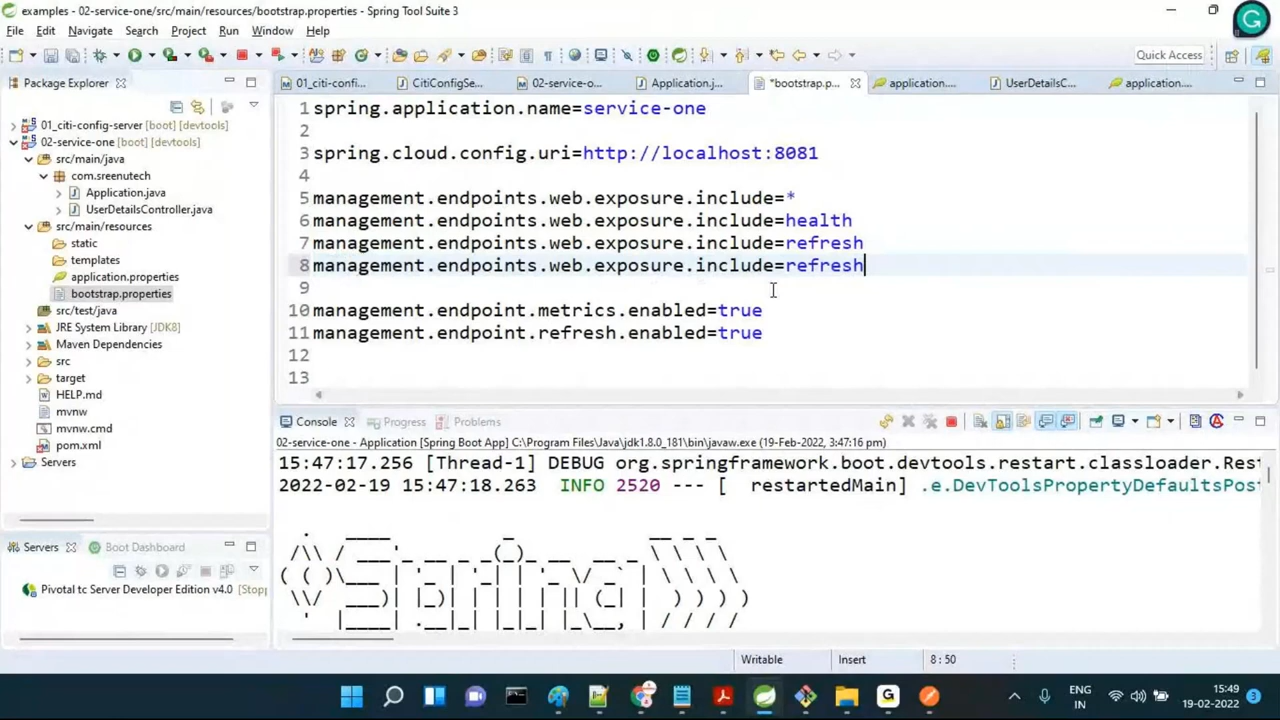 examples - 02-service-one/src/main/resources/bootstrap.properties - Spring Tool Suite 3
File Edit Navigate Search Project Run Window Help
Quick Access
Package Explorer
01_citi-config-server [boot] [devtools]
02-service-one [boot] [devtools]
src/main/java
com.sreenutech
Application.java
UserDetailsController.java
src/main/resources
static
templates
application.properties
bootstrap.properties
src/test/java
JRE System Library [JDK8]
Maven Dependencies
src
target
HELP.md
mvnw
mvnw.cmd
pom.xml
Servers
Servers Boot Dashboard
Pivotal tc Server Developer Edition v4.0 [Stopp
01_citi-confi... CitiConfigSe... 02-service-o... Application.j... *bootstrap.p... application.... UserDetailsC... application....
1 spring.application.name=service-one
2
3 spring.cloud.config.uri=http://localhost:8081
4
5 management.endpoints.web.exposure.include=*
6 management.endpoints.web.exposure.include=health
7 management.endpoints.web.exposure.include=refresh
8 management.endpoints.web.exposure.include=refresh
9
10 management.endpoint.metrics.enabled=true
11 management.endpoint.refresh.enabled=true
12
13
Console Progress Problems
02-service-one - Application [Spring Boot App] C:\Program Files\Java\jdk1.8.0_181\bin\javaw.exe (19-Feb-2022, 3:47:16 pm)
15:47:17.256 [Thread-1] DEBUG org.springframework.boot.devtools.restart.classloader.Res
2022-02-19 15:47:18.263 INFO 2520 --- [ restartedMain] .e.DevToolsPropertyDefaultsPost
Spring
Writable Insert 8 : 50
ENG
IN
15:49
19-02-2022
3